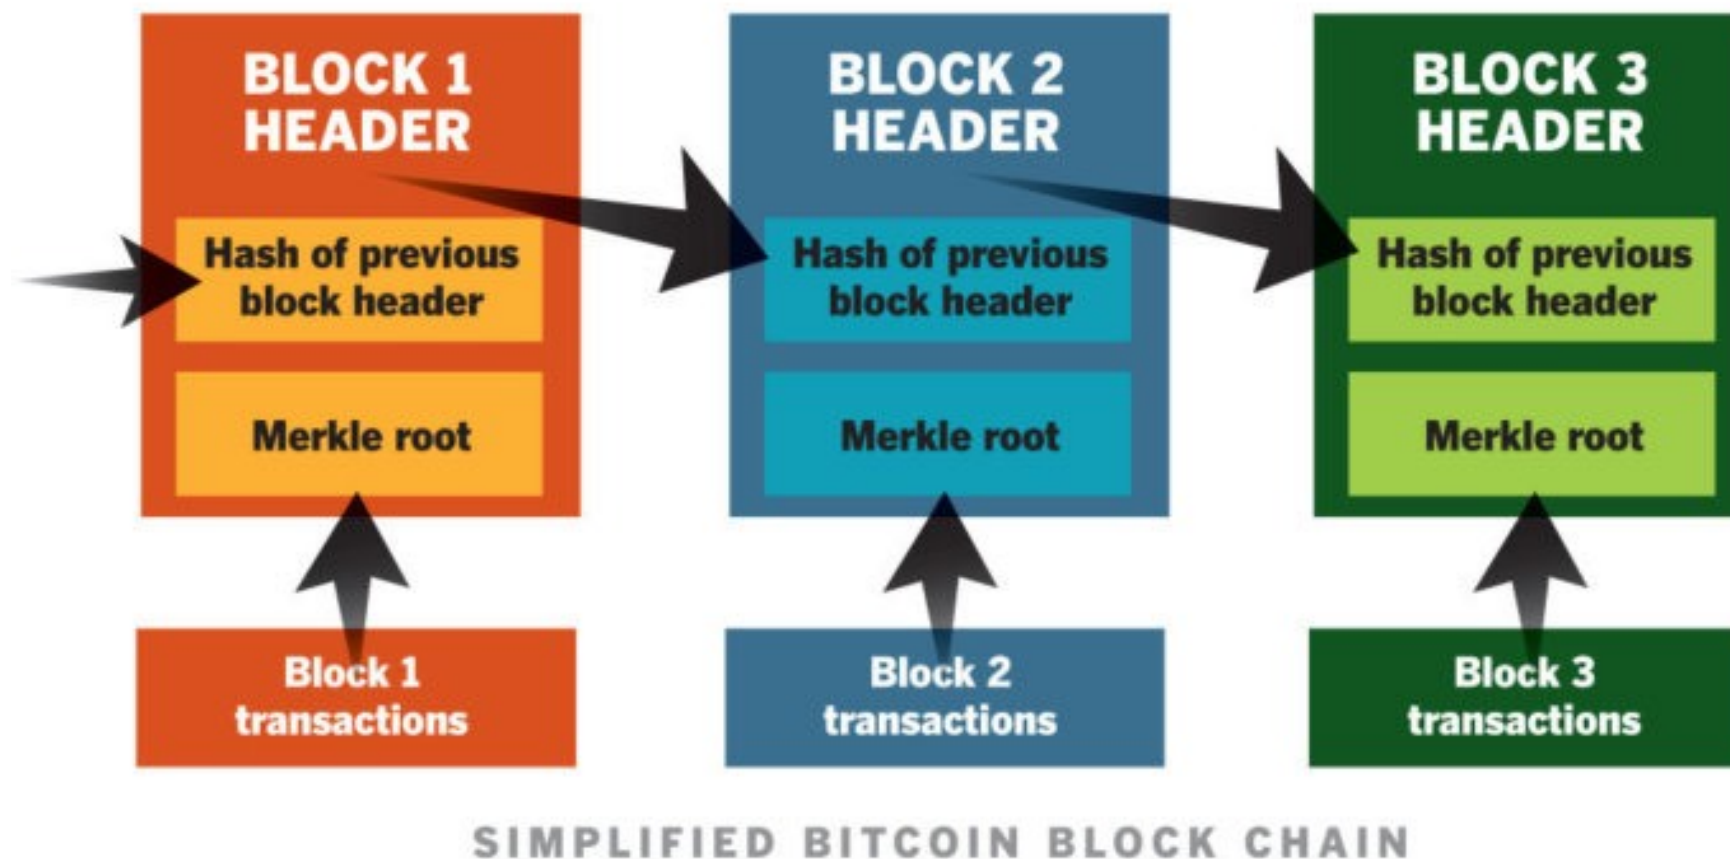 BLOCK 1
HEADER
Hash of previous
block header
Merkle root
Block 1
transactions
BLOCK 2
HEADER
Hash of previous
block header
Merkle root
Block 2
transactions
BLOCK 3
HEADER
Hash of previous
block header
Merkle root
Block 3
transactions
SIMPLIFIED BITCOIN BLOCK CHAIN